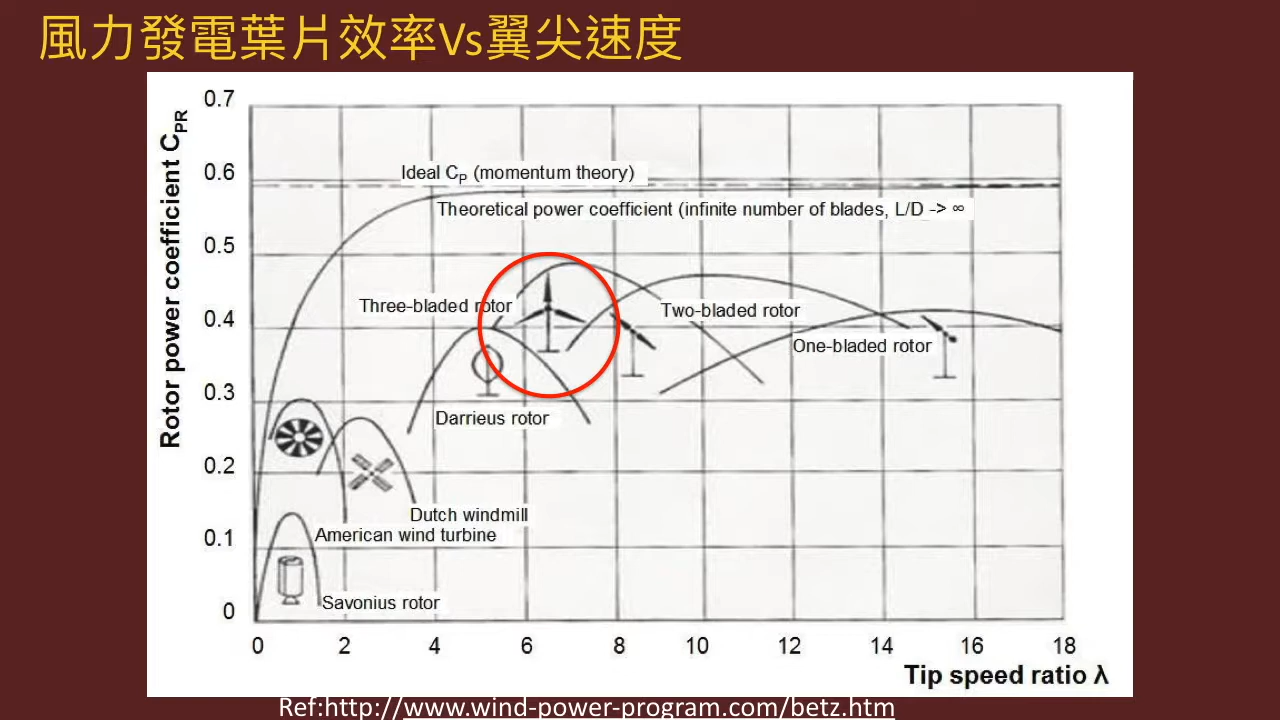 風力發電葉片效率Vs翼尖速度
Rotor power coefficient CPR
0.7
0.6
0.5
0.4
0.3
0.2
0.1
0
Ideal CP (momentum theory)
Theoretical power coefficient (infinite number of blades, L/D -> ∞
Three-bladed rotor
Two-bladed rotor
One-bladed rotor
Darrieus rotor
Dutch windmill
American wind turbine
Savonius rotor
0 2 4 6 8 10 12 14 16 18
Tip speed ratio λ
Ref:http://www.wind-power-program.com/betz.htm